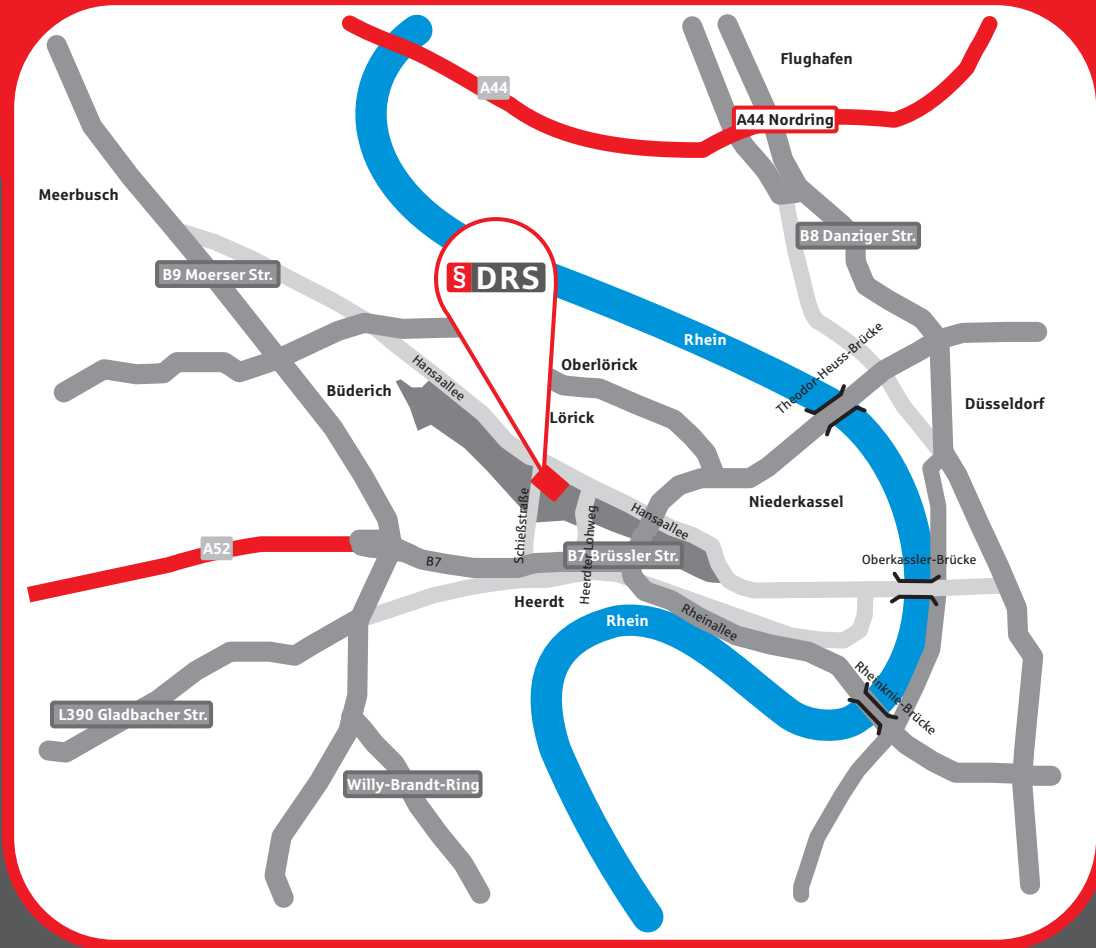 Flughafen
A44
A44 Nordring
Meerbusch
B8 Danziger Str.
B9 Moerser Str.
§ DRS
Rhein
Theodor-Heuss-Brücke
Hansaallee
Oberlörick
Büderich
Düsseldorf
Lörick
Niederkassel
Schießstraße
Heerdter Lohweg
Hansaallee
A52
B7
B7 Brüssler Str.
Oberkassler-Brücke
Heerdt
Rhein
Rheinallee
Rheinknie-Brücke
L390 Gladbacher Str.
Willy-Brandt-Ring